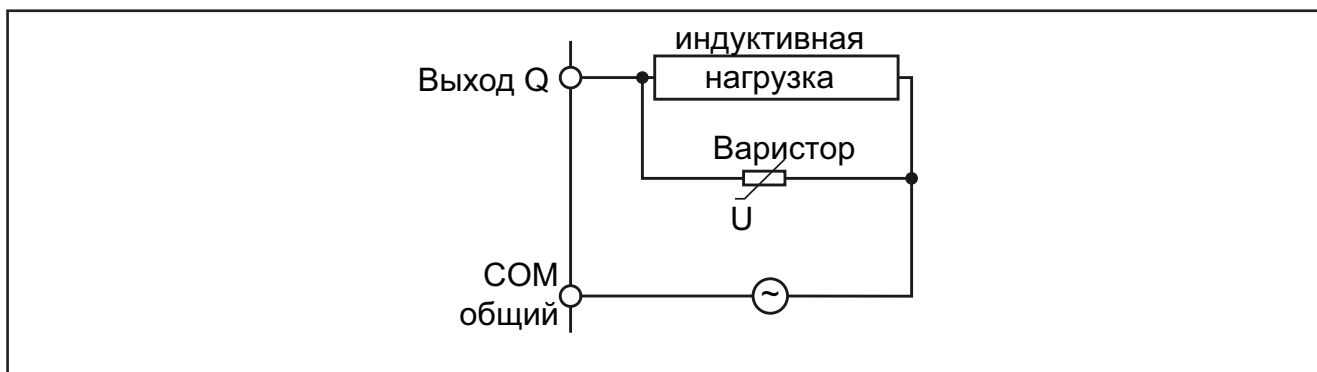 индуктивная
Выход Q
нагрузка
Варистор
U
COM
~
общий